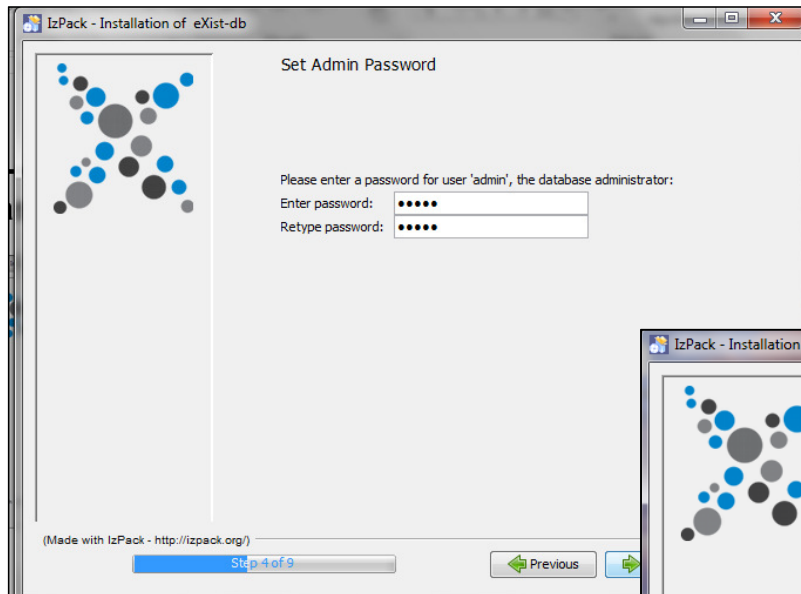 IzPack - Installation of eXist-db
Set Admin Password
Please enter a password for user 'admin', the database administrator:
Enter password: •••••
Retype password: •••••
(Made with IzPack - http://izpack.org/)
Step 4 of 9
Previous
IzPack - Installation